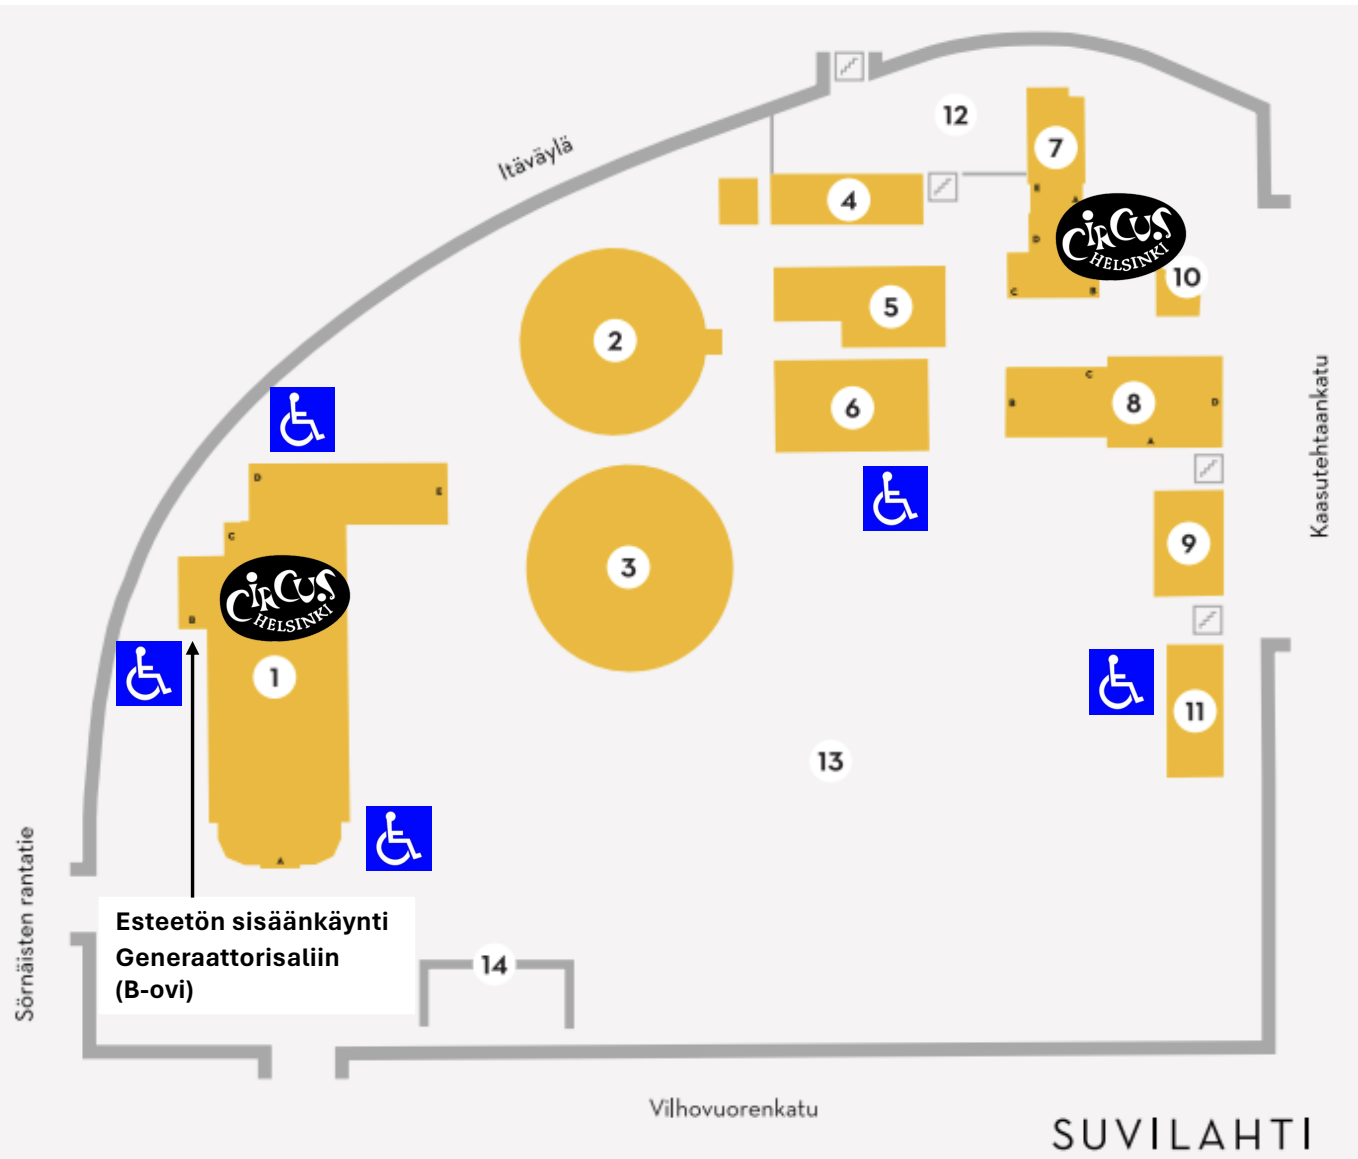 12
7
E
A
Itäväylä
4
D
CIRCUS
HELSINKI
10
C
B
5
2
6
C
B
8
D
A
Kaasutehtaankatu
D
E
C
9
3
CIRCUS
HELSINKI
B
1
11
13
A
Sörnäisten rantatie
Esteetön sisäänkäynti
Generaattorisaliin
(B-ovi)
14
Vilhovuorenkatu
SUVILAHTI